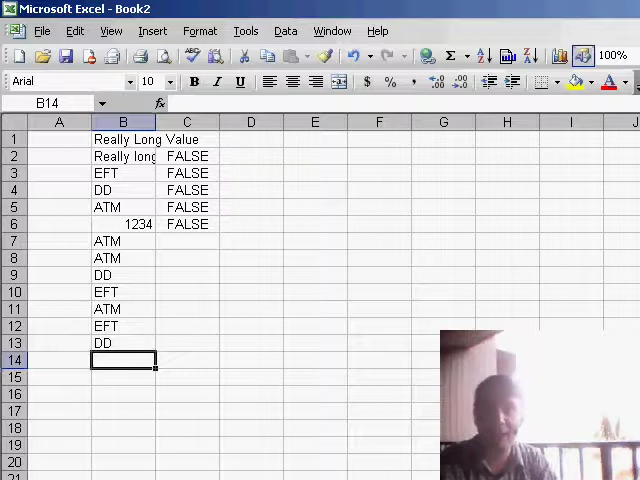 Microsoft Excel - Book2
File Edit View Insert Format Tools Data Window Help
Σ 100%
Arial 10 B I U $ % ,
B14 fx
A B C D E F G H I J
1 Really Long Value
2 Really long FALSE
3 EFT FALSE
4 DD FALSE
5 ATM FALSE
6 1234 FALSE
7 ATM
8 ATM
9 DD
10 EFT
11 ATM
12 EFT
13 DD
14
15
16
17
18
19
20
21